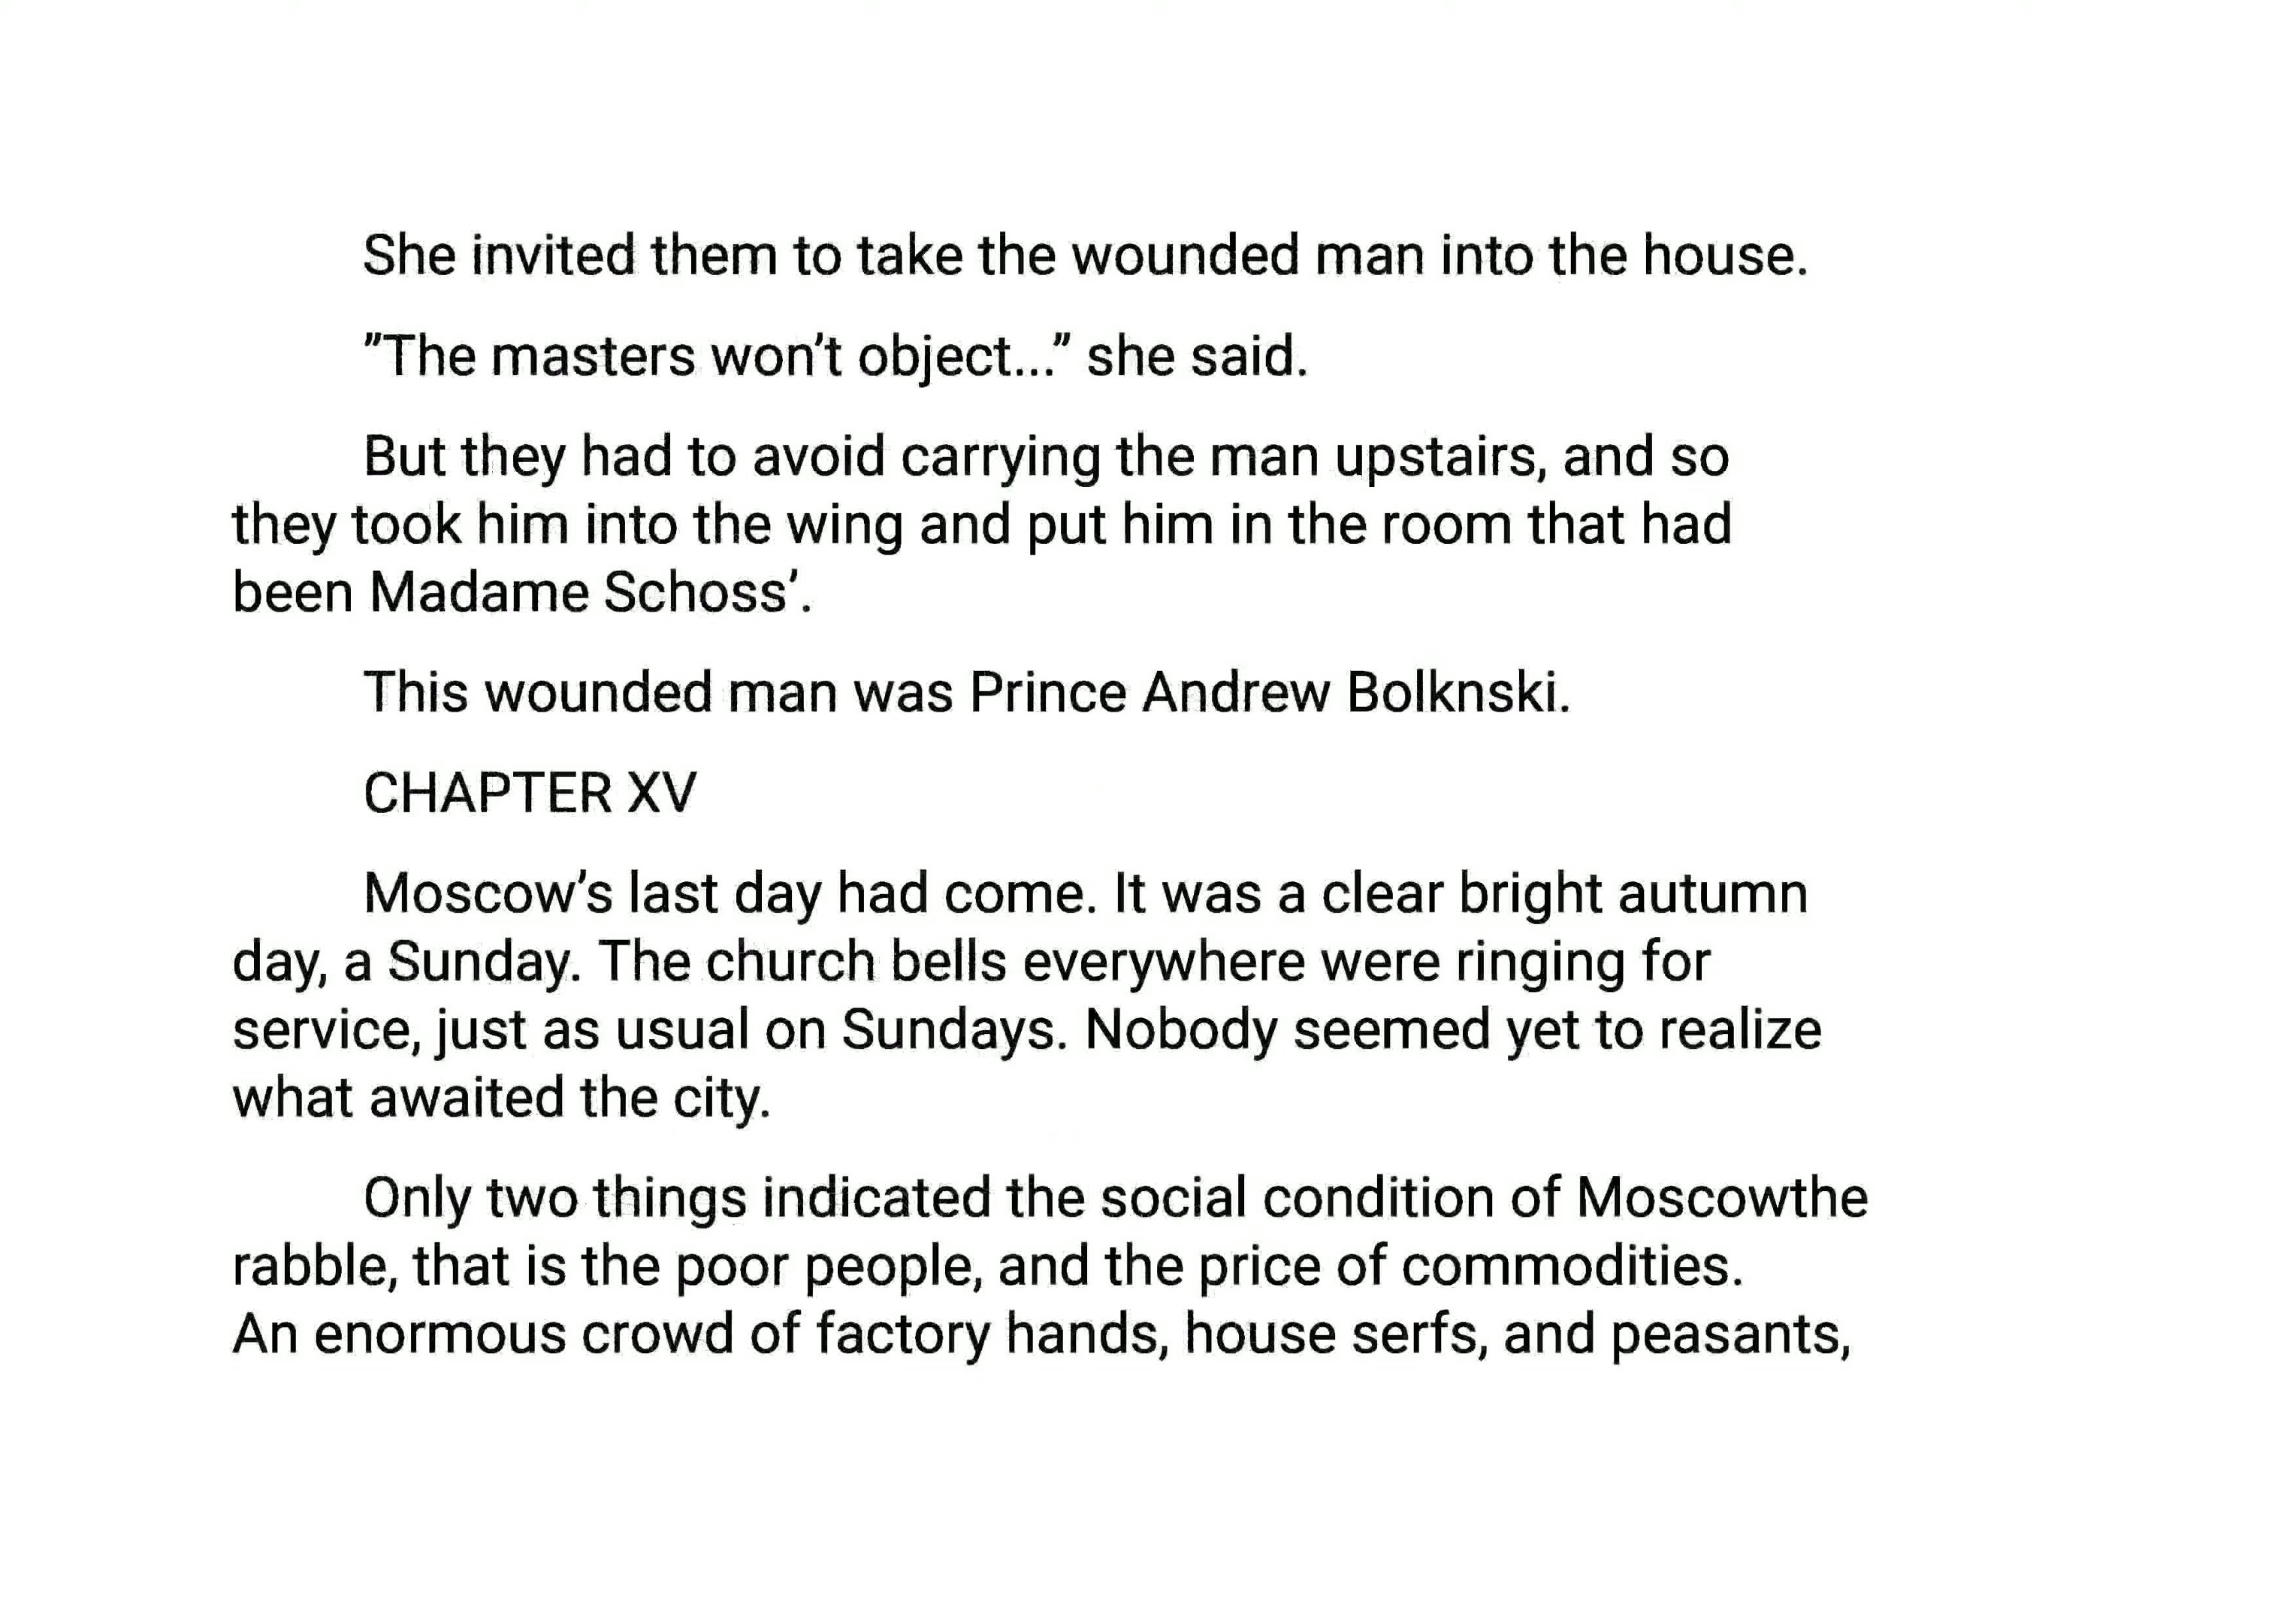 She invited them to take the wounded man into the house.
”The masters won’t object...” she said.
But they had to avoid carrying the man upstairs, and so
they took him into the wing and put him in the room that had
been Madame Schoss’.
This wounded man was Prince Andrew Bolknski.
CHAPTER XV
Moscow’s last day had come. It was a clear bright autumn
day, a Sunday. The church bells everywhere were ringing for
service, just as usual on Sundays. Nobody seemed yet to realize
what awaited the city.
Only two things indicated the social condition of Moscowthe
rabble, that is the poor people, and the price of commodities.
An enormous crowd of factory hands, house serfs, and peasants,